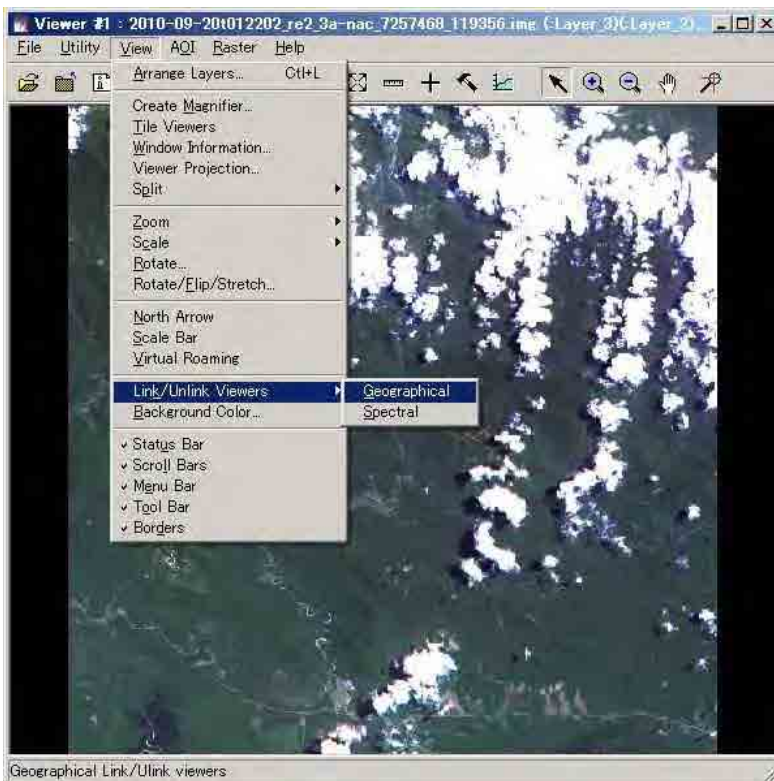 Viewer #1 : 2010-09-20t012202_re2_3a-nac_7257468_119356.img (:Layer_3)(:Layer_2)
File Utility View AOI Raster Help
Arrange Layers... Ctl+L
Create Magnifier...
Tile Viewers
Window Information...
Viewer Projection...
Split
Zoom
Scale
Rotate...
Rotate/Flip/Stretch...
North Arrow
Scale Bar
Virtual Roaming
Link/Unlink Viewers
Geographical
Background Color...
Spectral
Status Bar
Scroll Bars
Menu Bar
Tool Bar
Borders
Geographical Link/Ulink viewers